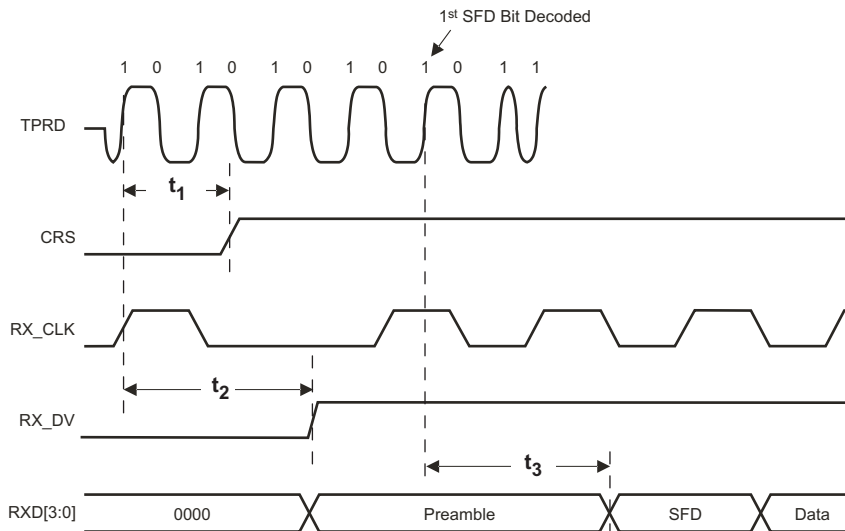 1st SFD Bit Decoded
1 0 1 0 1 0 1 0 1 0 1 1
TPRD
t1
CRS
RX_CLK
t2
RX_DV
t3
RXD[3:0] 0000 Preamble SFD Data